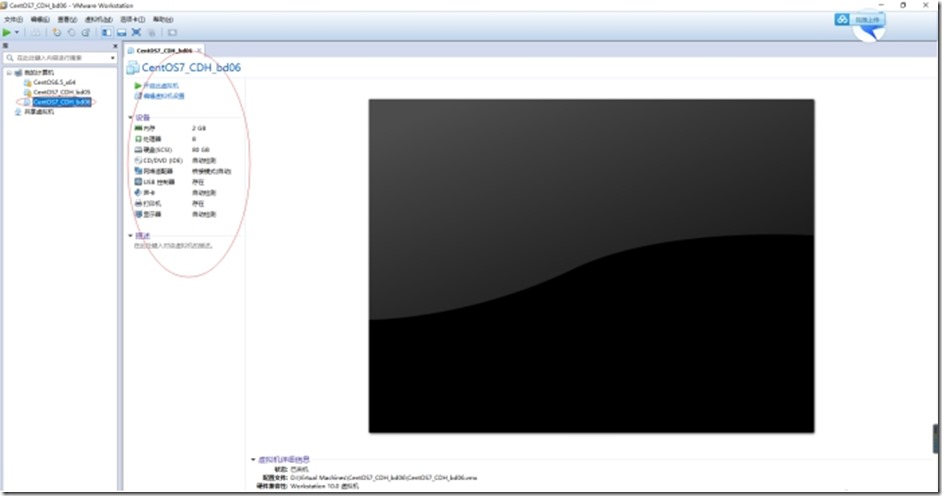 CentOS7_CDH_bd06 - VMware Workstation
文件(F) 编辑(E) 查看(V) 虚拟机(M) 选项卡(T) 帮助(H)
拖拽上传
库
在此处键入内容进行搜索
我的计算机
CentOS6.5_x64
CentOS7_CDH_bd05
CentOS7_CDH_bd06
共享虚拟机
CentOS7_CDH_bd06
CentOS7_CDH_bd06
开启此虚拟机
编辑虚拟机设置
设备
内存 2 GB
处理器 8
硬盘(SCSI) 80 GB
CD/DVD (IDE) 自动检测
网络适配器 桥接模式(自动)
USB 控制器 存在
声卡 自动检测
打印机 存在
显示器 自动检测
描述
在此处键入对该虚拟机的描述。
虚拟机详细信息
状态: 已关机
配置文件: D:\Virtual Machines\CentOS7_CDH_bd06\CentOS7_CDH_bd06.vmx
硬件兼容性: Workstation 10.0 虚拟机